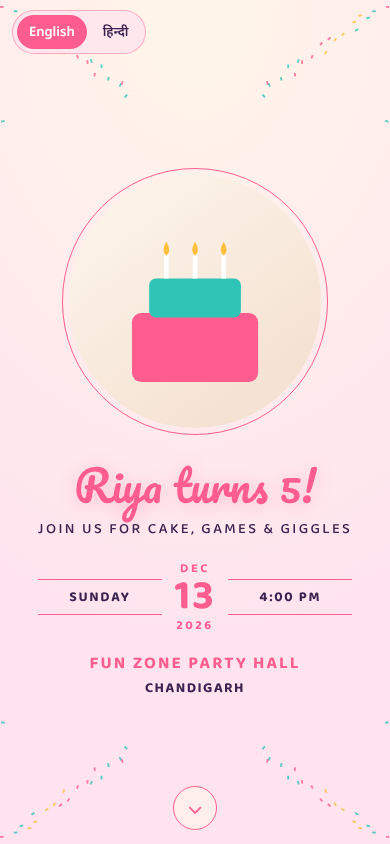 English
हिन्दी
Riya turns 5!
JOIN US FOR CAKE, GAMES & GIGGLES
DEC
SUNDAY 13 4:00 PM
2026
FUN ZONE PARTY HALL
CHANDIGARH